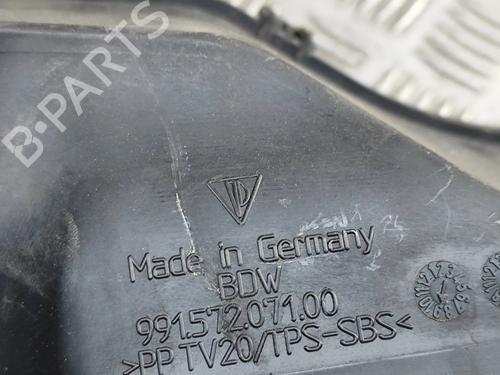 B-PARTS
Made in Germany
BDW
991.572.071.00
>PP TV20/TPS-SBS<